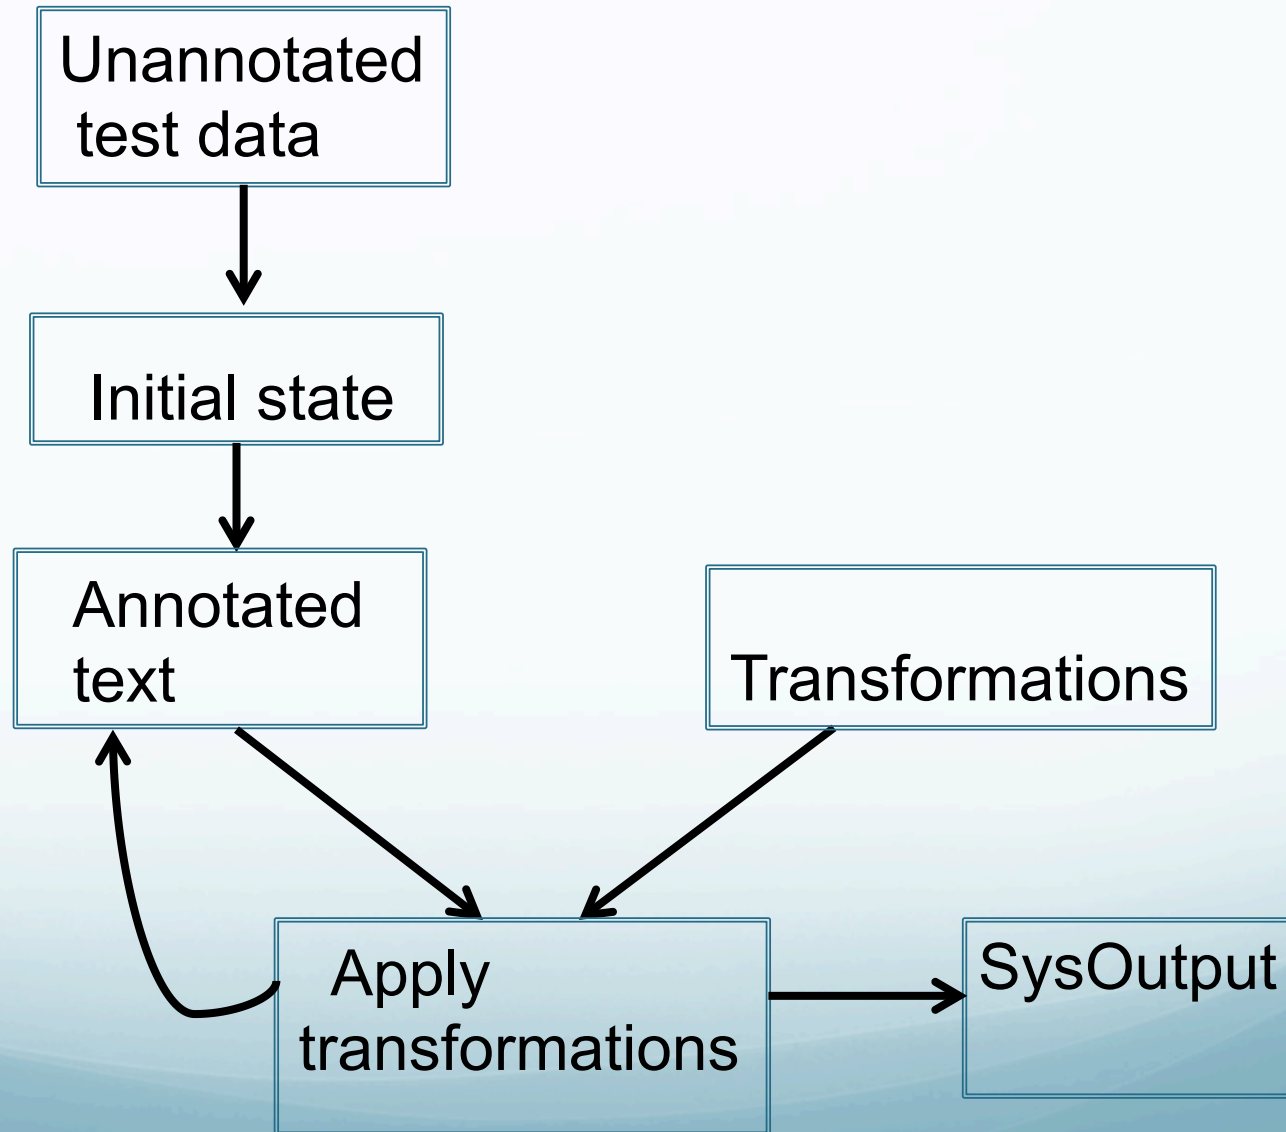 Unannotated
test data
Initial state
Annotated
text
Transformations
Apply
transformations
SysOutput